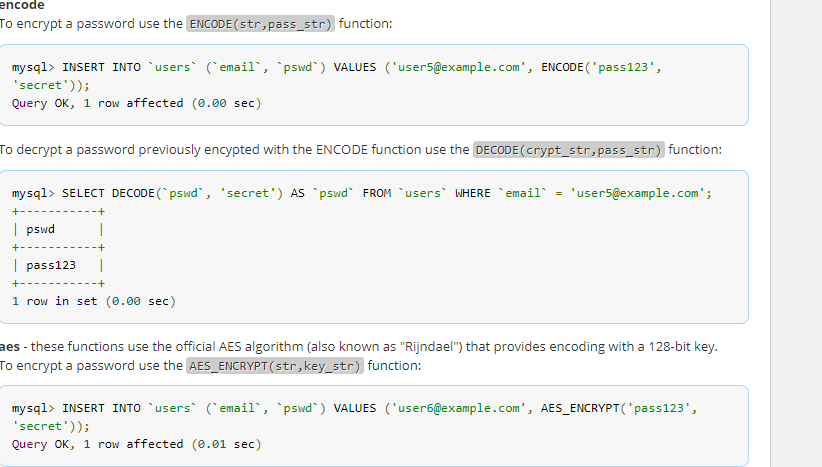 encode
To encrypt a password use the ENCODE(str,pass_str) function:
mysql> INSERT INTO `users` (`email`, `pswd`) VALUES ('user5@example.com', ENCODE('pass123',
'secret'));
Query OK, 1 row affected (0.00 sec)
To decrypt a password previously encypted with the ENCODE function use the DECODE(crypt_str,pass_str) function:
mysql> SELECT DECODE(`pswd`, 'secret') AS `pswd` FROM `users` WHERE `email` = 'user5@example.com';
+-----------+
| pswd      |
+-----------+
| pass123   |
+-----------+
1 row in set (0.00 sec)
aes - these functions use the official AES algorithm (also known as "Rijndael") that provides encoding with a 128-bit key.
To encrypt a password use the AES_ENCRYPT(str,key_str) function:
mysql> INSERT INTO `users` (`email`, `pswd`) VALUES ('user6@example.com', AES_ENCRYPT('pass123',
'secret'));
Query OK, 1 row affected (0.01 sec)